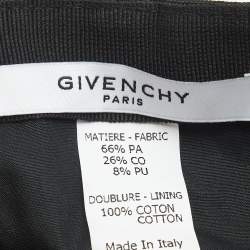 GIVENCHY
PARIS
MATIERE - FABRIC
66% PA
26% CO
8% PU
DOUBLURE - LINING
100% COTON
COTTON
Made In Italy